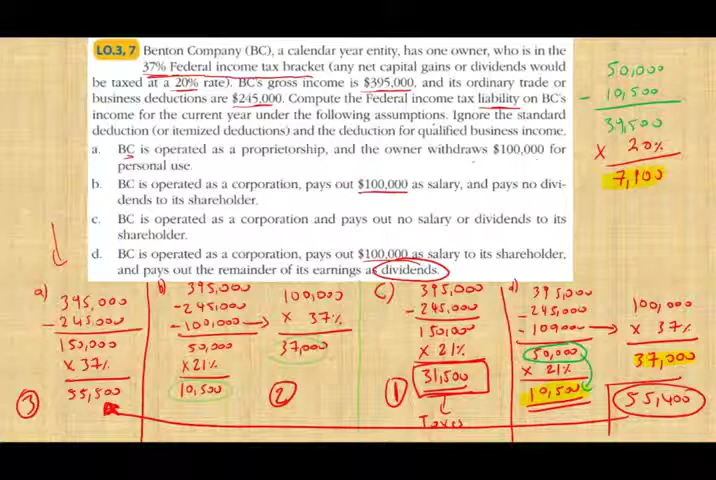 LO.3, 7 Benton Company (BC), a calendar year entity, has one owner, who is in the
37% Federal income tax bracket (any net capital gains or dividends would
be taxed at a 20% rate). BC's gross income is $395,000, and its ordinary trade or
business deductions are $245,000. Compute the Federal income tax liability on BC's
income for the current year under the following assumptions. Ignore the standard
deduction (or itemized deductions) and the deduction for qualified business income.
a. BC is operated as a proprietorship, and the owner withdraws $100,000 for
personal use.
b. BC is operated as a corporation, pays out $100,000 as salary, and pays no divi-
dends to its shareholder.
c. BC is operated as a corporation and pays out no salary or dividends to its
shareholder.
d. BC is operated as a corporation, pays out $100,000 as salary to its shareholder,
and pays out the remainder of its earnings as dividends.
50,000
- 10,500
39,500
x 20%
7,900
a)
395,000
-245,000
150,000
x 37%
55,500
3
b)
395,000
-245,000
-100,000
50,000
x21%
10,500
100,000
x 37%
37,000
2
c)
395,000
-245,000
150,000
x 21%
31,500
Taxes
1
d)
395,000
-245,000
-100,000
50,000
x 21%
10,500
100,000
x 37%
37,000
55,400